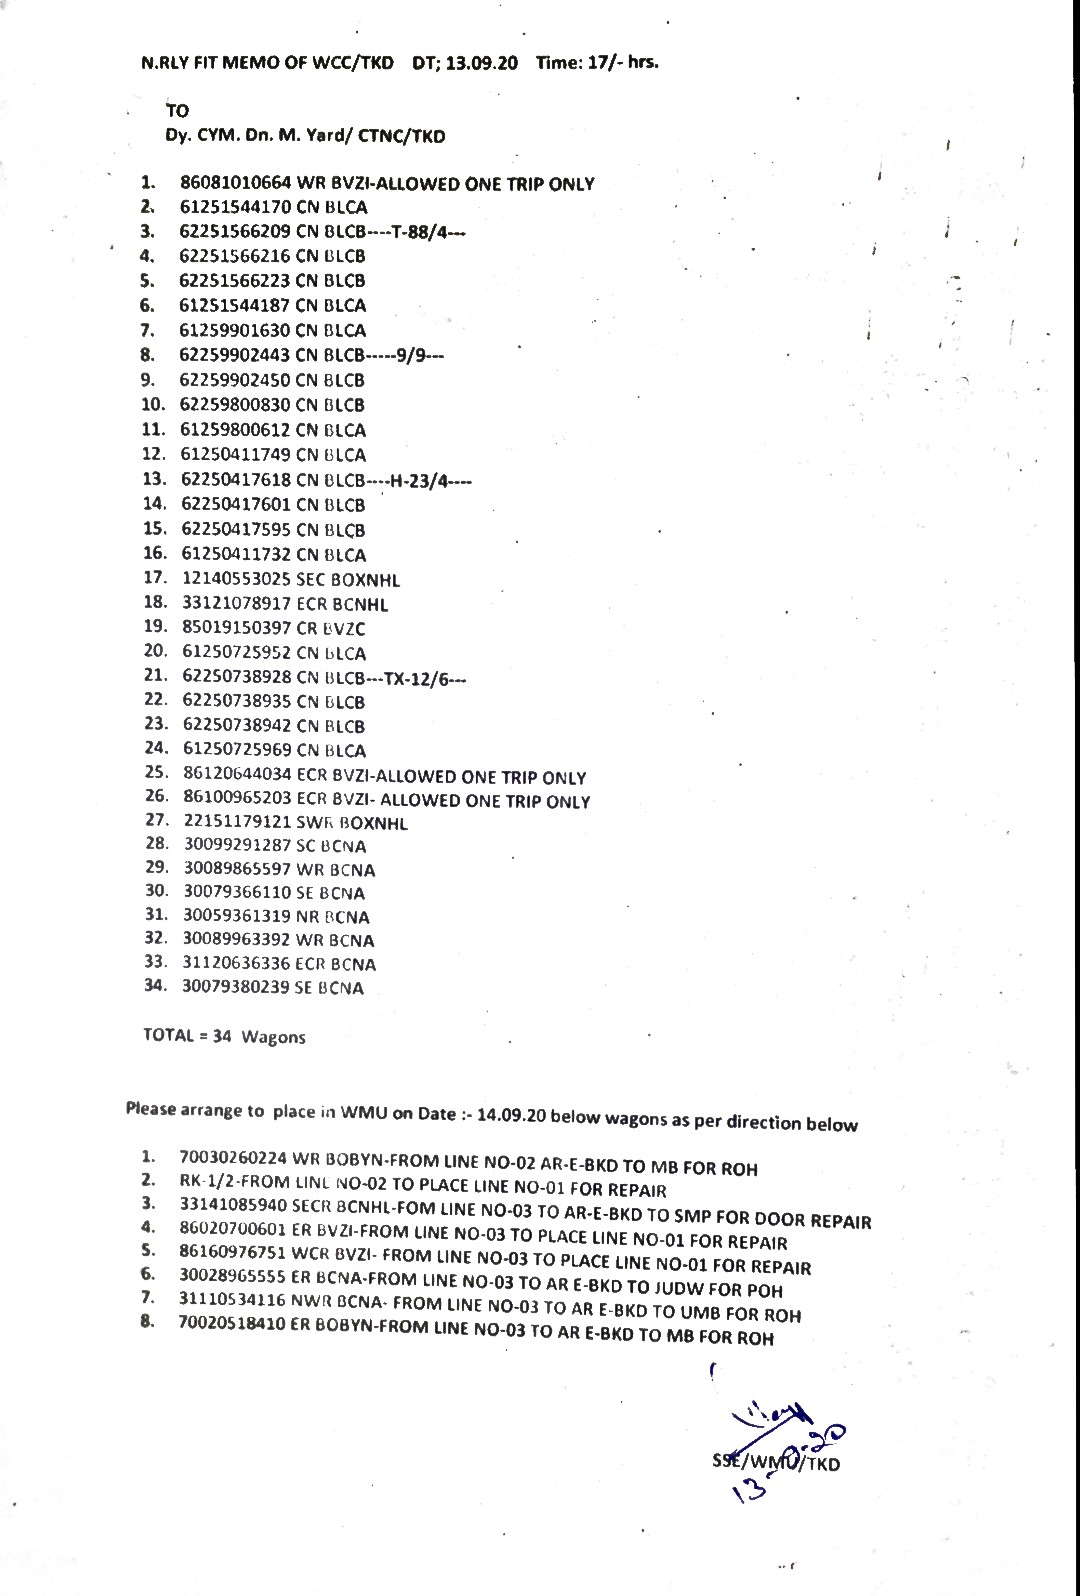 N.RLY FIT MEMO OF WCC/TKD DT; 13.09.20 Time: 17/- hrs.
TO
Dy. CYM. Dn. M. Yard/ CTNC/TKD
1. 86081010664 WR BVZI-ALLOWED ONE TRIP ONLY
2. 61251544170 CN BLCA
3. 62251566209 CN BLCB----T-88/4---
4. 62251566216 CN BLCB
5. 62251566223 CN BLCB
6. 61251544187 CN BLCA
7. 61259901630 CN BLCA
8. 62259902443 CN BLCB-----9/9---
9. 62259902450 CN BLCB
10. 62259800830 CN BLCB
11. 61259800612 CN BLCA
12. 61250411749 CN BLCA
13. 62250417618 CN BLCB----H-23/4----
14. 62250417601 CN BLCB
15. 62250417595 CN BLCB
16. 61250411732 CN BLCA
17. 12140553025 SEC BOXNHL
18. 33121078917 ECR BCNHL
19. 85019150397 CR BVZC
20. 61250725952 CN BLCA
21. 62250738928 CN BLCB---TX-12/6---
22. 62250738935 CN BLCB
23. 62250738942 CN BLCB
24. 61250725969 CN BLCA
25. 86120644034 ECR BVZI-ALLOWED ONE TRIP ONLY
26. 86100965203 ECR BVZI- ALLOWED ONE TRIP ONLY
27. 22151179121 SWR BOXNHL
28. 30099291287 SC BCNA
29. 30089865597 WR BCNA
30. 30079366110 SE BCNA
31. 30059361319 NR BCNA
32. 30089963392 WR BCNA
33. 31120636336 ECR BCNA
34. 30079380239 SE BCNA
TOTAL = 34 Wagons
Please arrange to place in WMU on Date :- 14.09.20 below wagons as per direction below
1. 70030260224 WR BOBYN-FROM LINE NO-02 AR-E-BKD TO MB FOR ROH
2. RK-1/2-FROM LINE NO-02 TO PLACE LINE NO-01 FOR REPAIR
3. 33141085940 SECR BCNHL-FOM LINE NO-03 TO AR-E-BKD TO SMP FOR DOOR REPAIR
4. 86020700601 ER BVZI-FROM LINE NO-03 TO PLACE LINE NO-01 FOR REPAIR
5. 86160976751 WCR BVZI- FROM LINE NO-03 TO PLACE LINE NO-01 FOR REPAIR
6. 30028965555 ER BCNA-FROM LINE NO-03 TO AR E-BKD TO JUDW FOR POH
7. 31110534116 NWR BCNA- FROM LINE NO-03 TO AR E-BKD TO UMB FOR ROH
8. 70020518410 ER BOBYN-FROM LINE NO-03 TO AR E-BKD TO MB FOR ROH
SSE/WMU/TKD
13-9-20